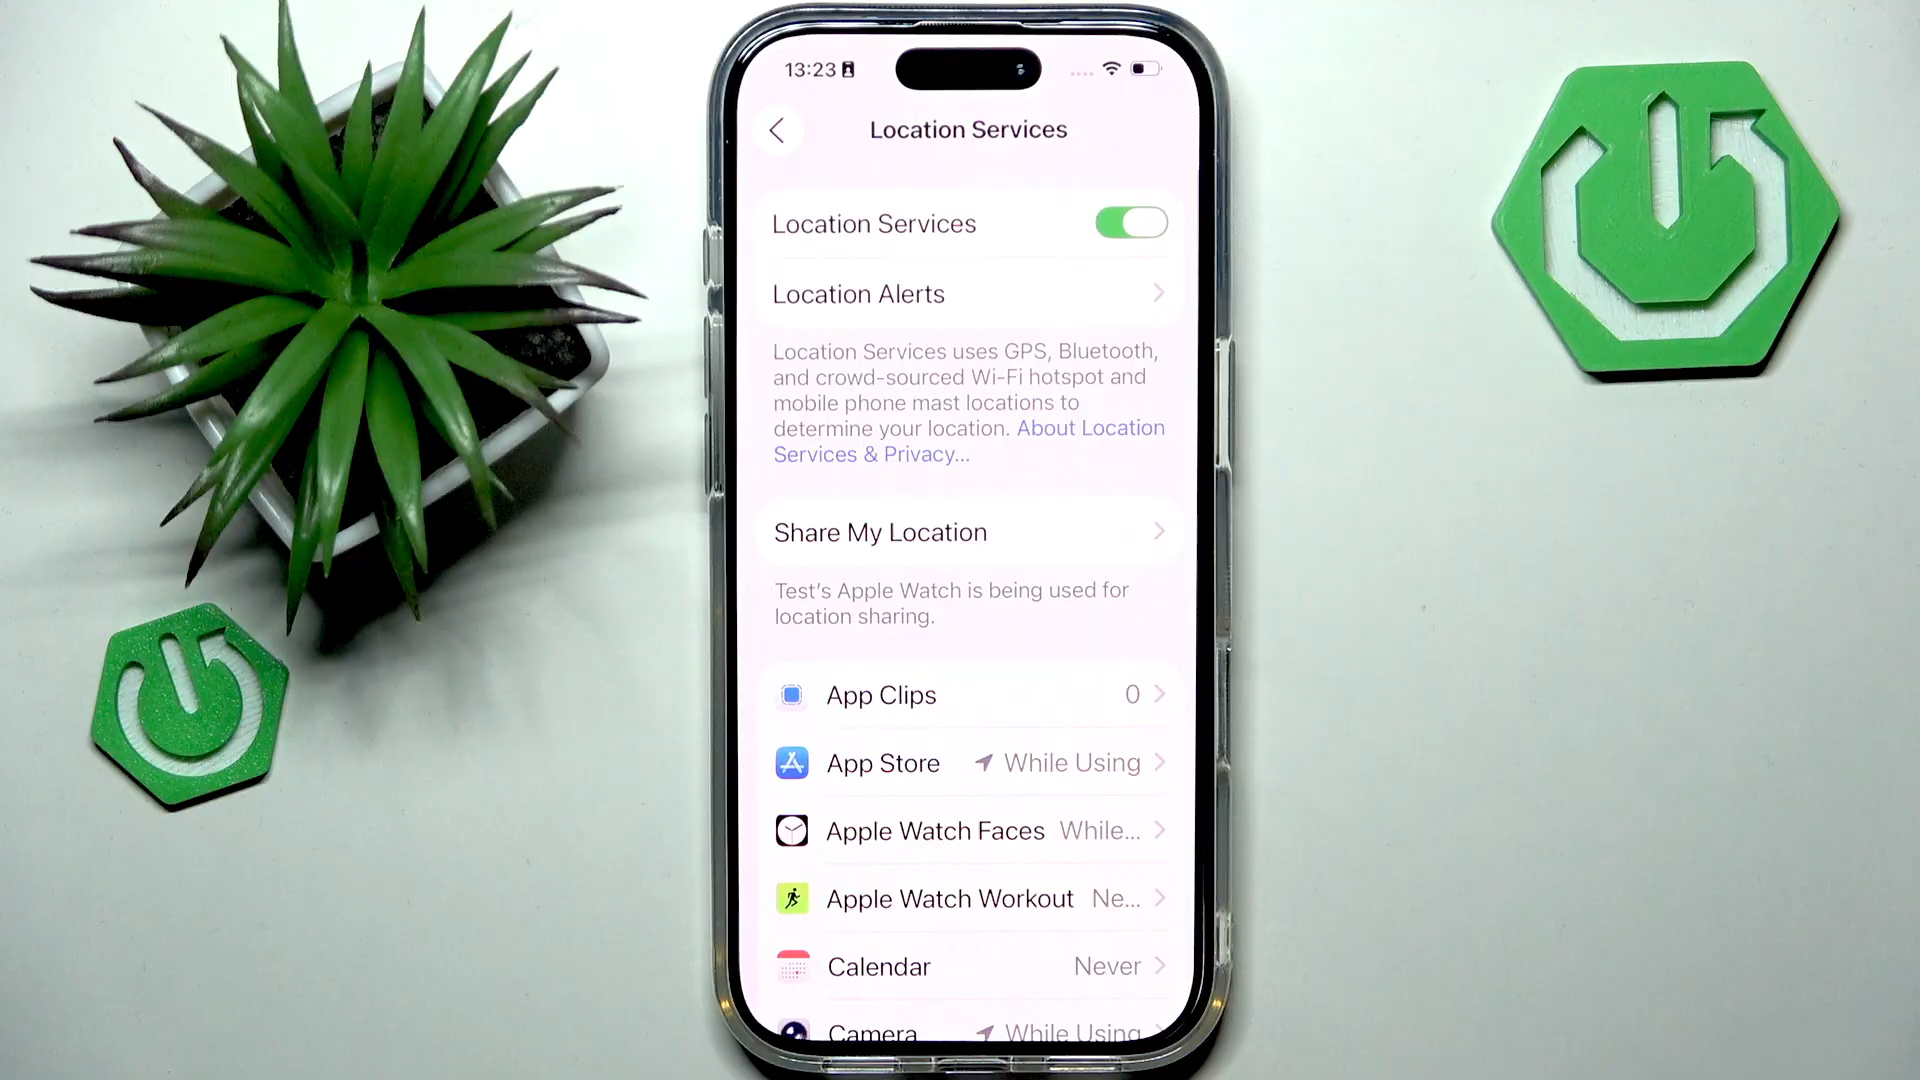 13:23
Location Services
Location Services
Location Alerts
Location Services uses GPS, Bluetooth,
and crowd-sourced Wi-Fi hotspot and
mobile phone mast locations to
determine your location. About Location
Services & Privacy...
Share My Location
Test's Apple Watch is being used for
location sharing.
App Clips 0
App Store While Using
Apple Watch Faces While...
Apple Watch Workout Ne...
Calendar Never
Camera While Using